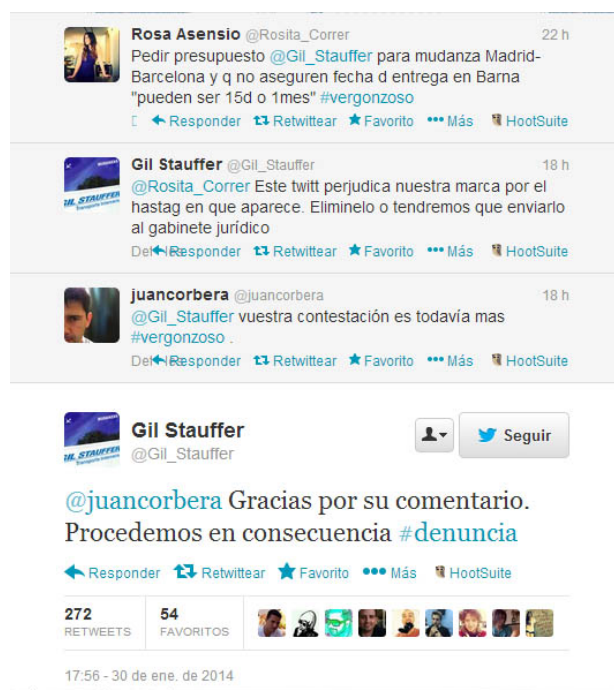 Rosa Asensio @Rosita_Correr 22 h
Pedir presupuesto @Gil_Stauffer para mudanza Madrid-
Barcelona y q no aseguren fecha d entrega en Barna
"pueden ser 15d o 1mes" #vergonzoso
Responder Retwittear Favorito Más HootSuite
Gil Stauffer @Gil_Stauffer 18 h
@Rosita_Correr Este twitt perjudica nuestra marca por el
hastag en que aparece. Eliminelo o tendremos que enviarlo
al gabinete jurídico
Responder Retwittear Favorito Más HootSuite
juancorbera @juancorbera 18 h
@Gil_Stauffer vuestra contestación es todavía mas
#vergonzoso .
Responder Retwittear Favorito Más HootSuite
GIL STAUFFER
Gil Stauffer
@Gil_Stauffer
Seguir
@juancorbera Gracias por su comentario.
Procedemos en consecuencia #denuncia
Responder Retwittear Favorito Más HootSuite
272 54
RETWEETS FAVORITOS
17:56 - 30 de ene. de 2014